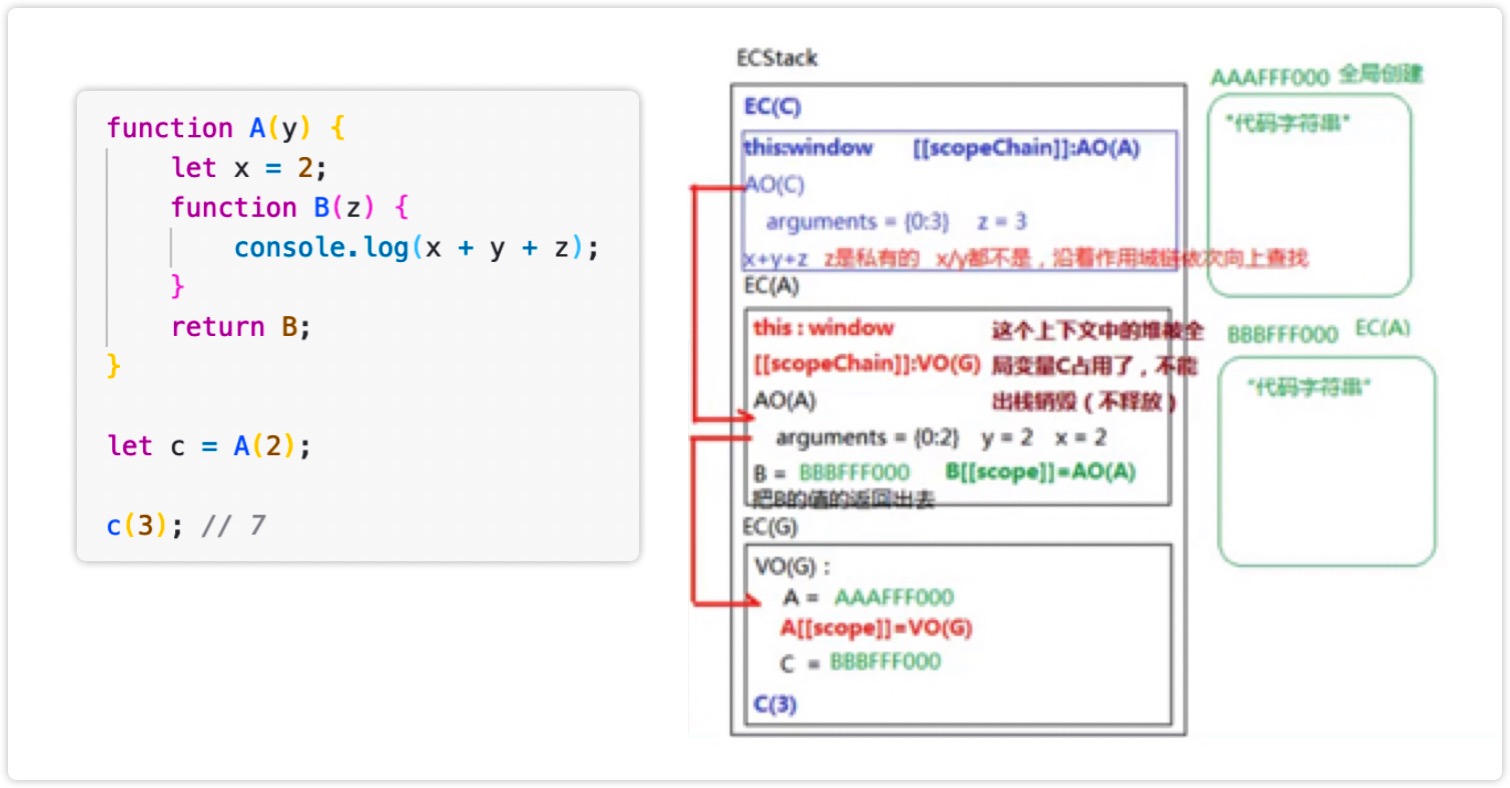 function A(y) {
let x = 2;
function B(z) {
console.log(x + y + z);
}
return B;
}
let c = A(2);
c(3); // 7
ECStack
EC(C)
this:window [[scopeChain]]:AO(A)
AO(C)
arguments = {0:3} z = 3
x+y+z z是私有的 x/y都不是，沿着作用域链依次向上查找
EC(A)
this : window
[[scopeChain]]:VO(G)
这个上下文中的堆被全
局变量C占用了，不能
出栈销毁（不释放）
AO(A)
arguments = {0:2} y = 2 x = 2
B = BBBFFF000 B[[scope]]=AO(A)
把B的值的返回出去
EC(G)
VO(G) :
A = AAAFFF000
A[[scope]]=VO(G)
C = BBBFFF000
C(3)
AAAFFF000 全局创建
"代码字符串"
BBBFFF000 EC(A)
"代码字符串"